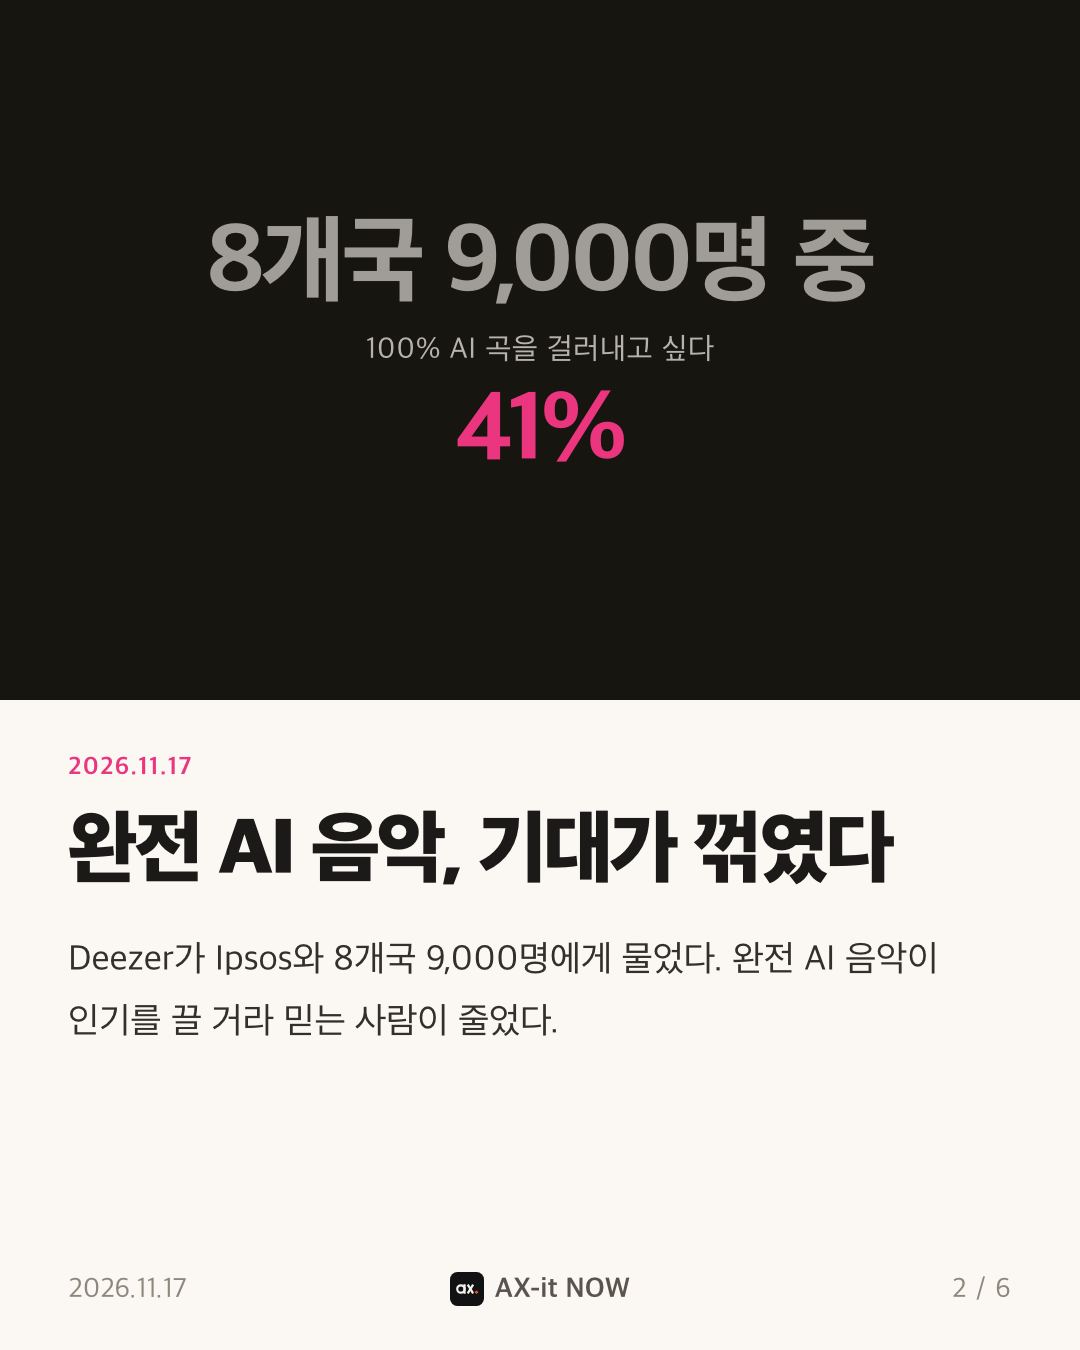 8개국 9,000명 중
100% AI 곡을 걸러내고 싶다
41%
2026.11.17
완전 AI 음악, 기대가 꺾였다
Deezer가 Ipsos와 8개국 9,000명에게 물었다. 완전 AI 음악이
인기를 끌 거라 믿는 사람이 줄었다.
2026.11.17
ax.
AX-it NOW
2 / 6